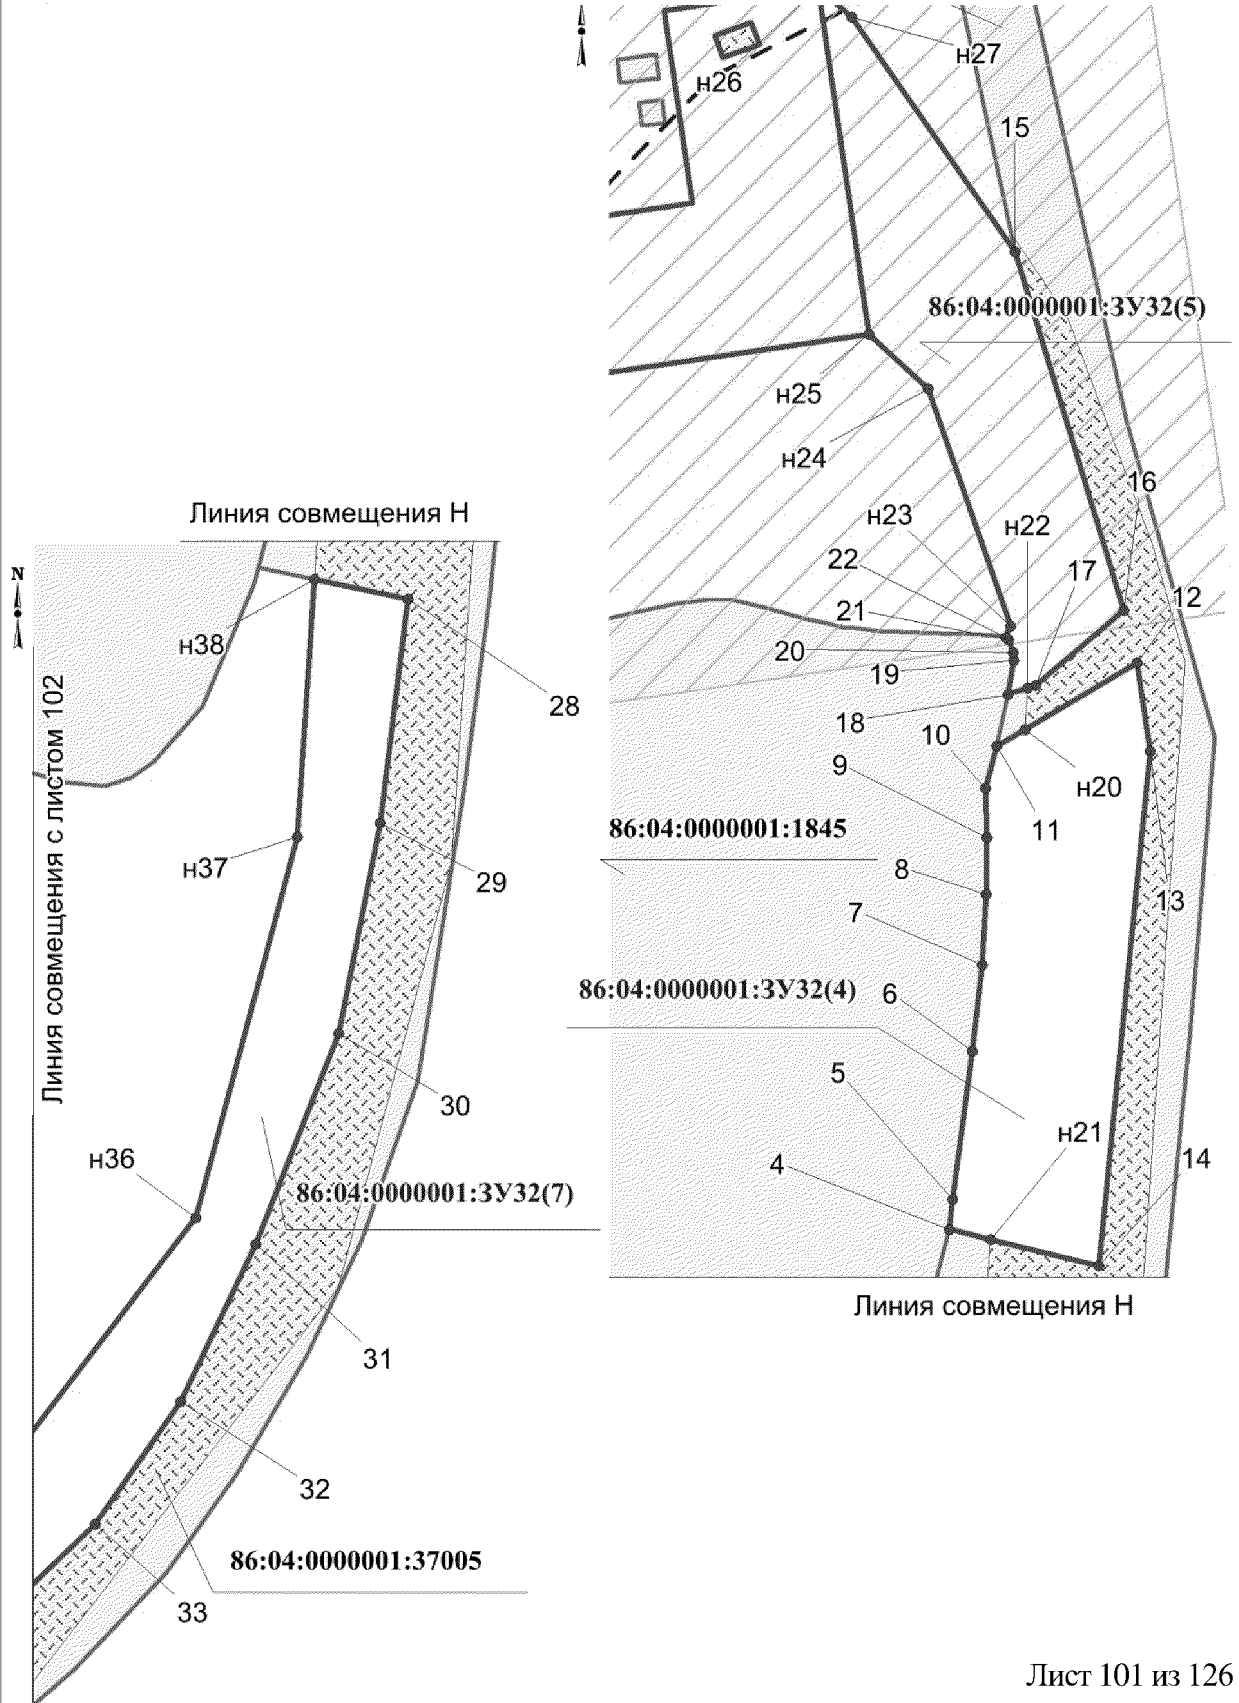 н27
н26
15
86:04:0000001:ЗУ32(5)
н25
н24
16
Линия совмещения Н
н23
н22
22
17
N
21
12
20
н38
19
28
18
10
9
н20
Линия совмещения с листом 102
86:04:0000001:1845
11
н37
8
29
13
7
86:04:0000001:ЗУ32(4)
6
5
30
н21
н36
4
14
86:04:0000001:ЗУ32(7)
Линия совмещения Н
31
32
86:04:0000001:37005
33
Лист 101 из 126